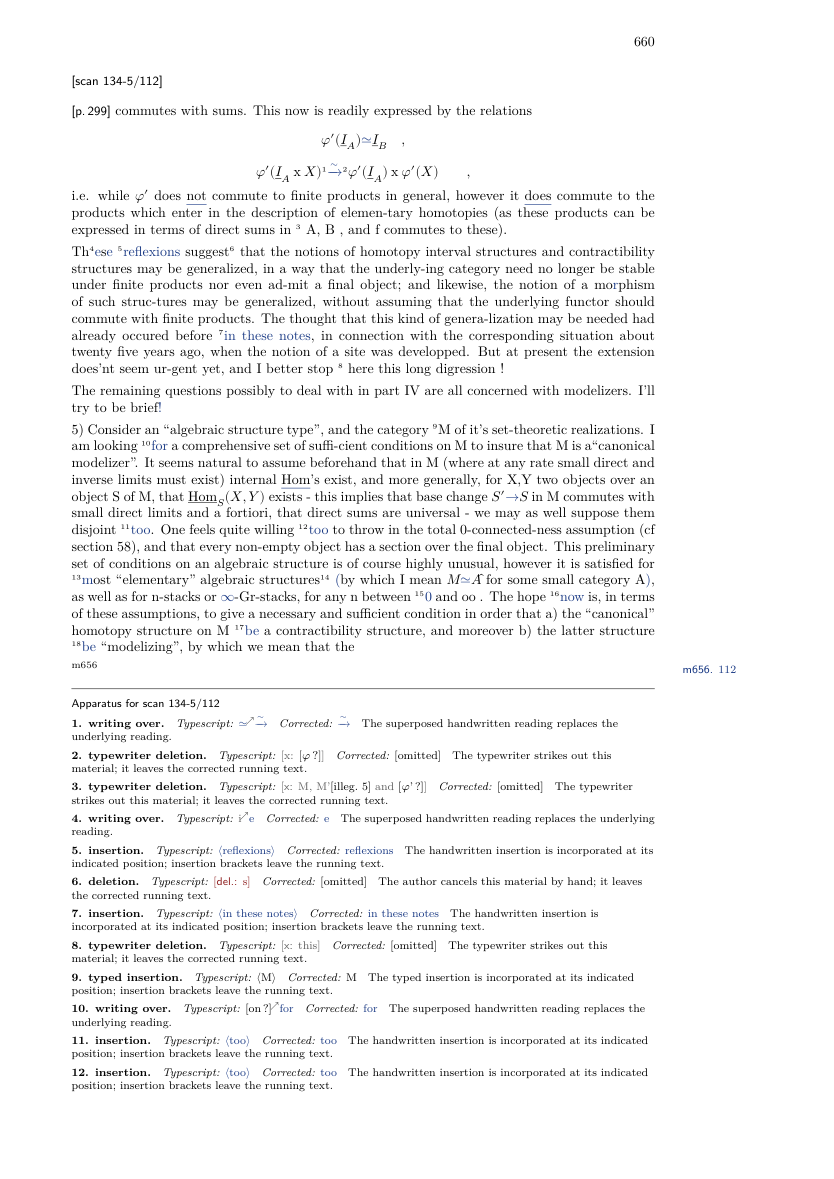 660
[scan 134-5/112]
[p. 299] commutes with sums. This now is readily expressed by the relations
φ′(I_A)≃I_B ,
φ′(I_A x X)¹→̃²φ′(I_A) x φ′(X) ,
i.e. while φ′ does not commute to finite products in general, however it does commute to the
products which enter in the description of elemen-tary homotopies (as these products can be
expressed in terms of direct sums in ³ A, B , and f commutes to these).
Th⁴ese ⁵reflexions suggest⁶ that the notions of homotopy interval structures and contractibility
structures may be generalized, in a way that the underly-ing category need no longer be stable
under finite products nor even ad-mit a final object; and likewise, the notion of a morphism
of such struc-tures may be generalized, without assuming that the underlying functor should
commute with finite products. The thought that this kind of genera-lization may be needed had
already occured before ⁷in these notes, in connection with the corresponding situation about
twenty five years ago, when the notion of a site was developped. But at present the extension
does'nt seem ur-gent yet, and I better stop ⁸ here this long digression !
The remaining questions possibly to deal with in part IV are all concerned with modelizers. I'll
try to be brief!
5) Consider an “algebraic structure type”, and the category ⁹M of it's set-theoretic realizations. I
am looking ¹⁰for a comprehensive set of suffi-cient conditions on M to insure that M is a“canonical
modelizer”. It seems natural to assume beforehand that in M (where at any rate small direct and
inverse limits must exist) internal Hom's exist, and more generally, for X,Y two objects over an
object S of M, that Hom_S(X, Y) exists - this implies that base change S′→S in M commutes with
small direct limits and a fortiori, that direct sums are universal - we may as well suppose them
disjoint ¹¹too. One feels quite willing ¹²too to throw in the total 0-connected-ness assumption (cf
section 58), and that every non-empty object has a section over the final object. This preliminary
set of conditions on an algebraic structure is of course highly unusual, however it is satisfied for
¹³most “elementary” algebraic structures¹⁴ (by which I mean M≃Aˆ for some small category A),
as well as for n-stacks or ∞-Gr-stacks, for any n between ¹⁵0 and oo . The hope ¹⁶now is, in terms
of these assumptions, to give a necessary and sufficient condition in order that a) the “canonical”
homotopy structure on M ¹⁷be a contractibility structure, and moreover b) the latter structure
¹⁸be “modelizing”, by which we mean that the
m656
m656. 112
Apparatus for scan 134-5/112
1. writing over. Typescript: ≃↗→̃ Corrected: →̃ The superposed handwritten reading replaces the
underlying reading.
2. typewriter deletion. Typescript: [x: [φ ?]] Corrected: [omitted] The typewriter strikes out this
material; it leaves the corrected running text.
3. typewriter deletion. Typescript: [x: M, M'[illeg. 5] and [φ' ?]] Corrected: [omitted] The typewriter
strikes out this material; it leaves the corrected running text.
4. writing over. Typescript: i↗e Corrected: e The superposed handwritten reading replaces the underlying
reading.
5. insertion. Typescript: ⟨reflexions⟩ Corrected: reflexions The handwritten insertion is incorporated at its
indicated position; insertion brackets leave the running text.
6. deletion. Typescript: [del.: s] Corrected: [omitted] The author cancels this material by hand; it leaves
the corrected running text.
7. insertion. Typescript: ⟨in these notes⟩ Corrected: in these notes The handwritten insertion is
incorporated at its indicated position; insertion brackets leave the running text.
8. typewriter deletion. Typescript: [x: this] Corrected: [omitted] The typewriter strikes out this
material; it leaves the corrected running text.
9. typed insertion. Typescript: ⟨M⟩ Corrected: M The typed insertion is incorporated at its indicated
position; insertion brackets leave the running text.
10. writing over. Typescript: [on ?]↗for Corrected: for The superposed handwritten reading replaces the
underlying reading.
11. insertion. Typescript: ⟨too⟩ Corrected: too The handwritten insertion is incorporated at its indicated
position; insertion brackets leave the running text.
12. insertion. Typescript: ⟨too⟩ Corrected: too The handwritten insertion is incorporated at its indicated
position; insertion brackets leave the running text.